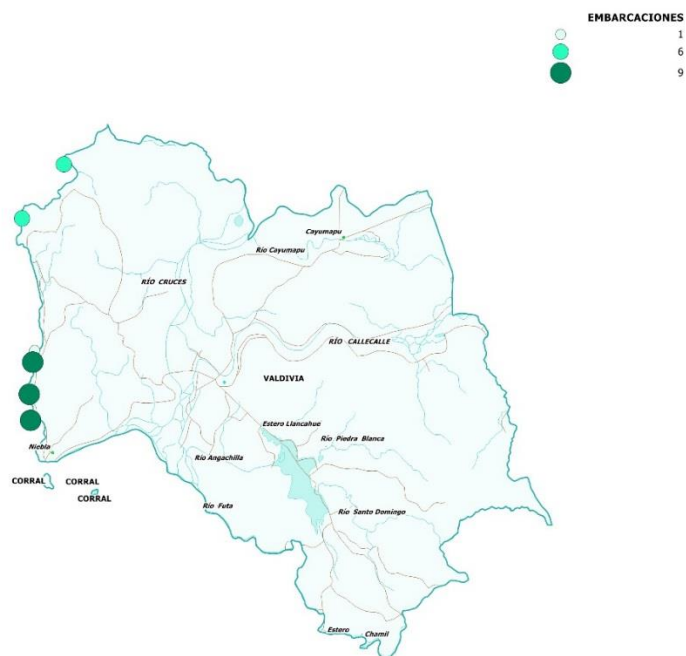 EMBARCACIONES
1
6
9
Cayumapu
Río Cayumapu
RÍO CRUCES
RÍO CALLECALLE
VALDIVIA
Estero Llancahue
Río Piedra Blanca
Niebla
Río Angachilla
CORRAL
CORRAL
CORRAL
Río Futa
Río Santo Domingo
Estero Chamil